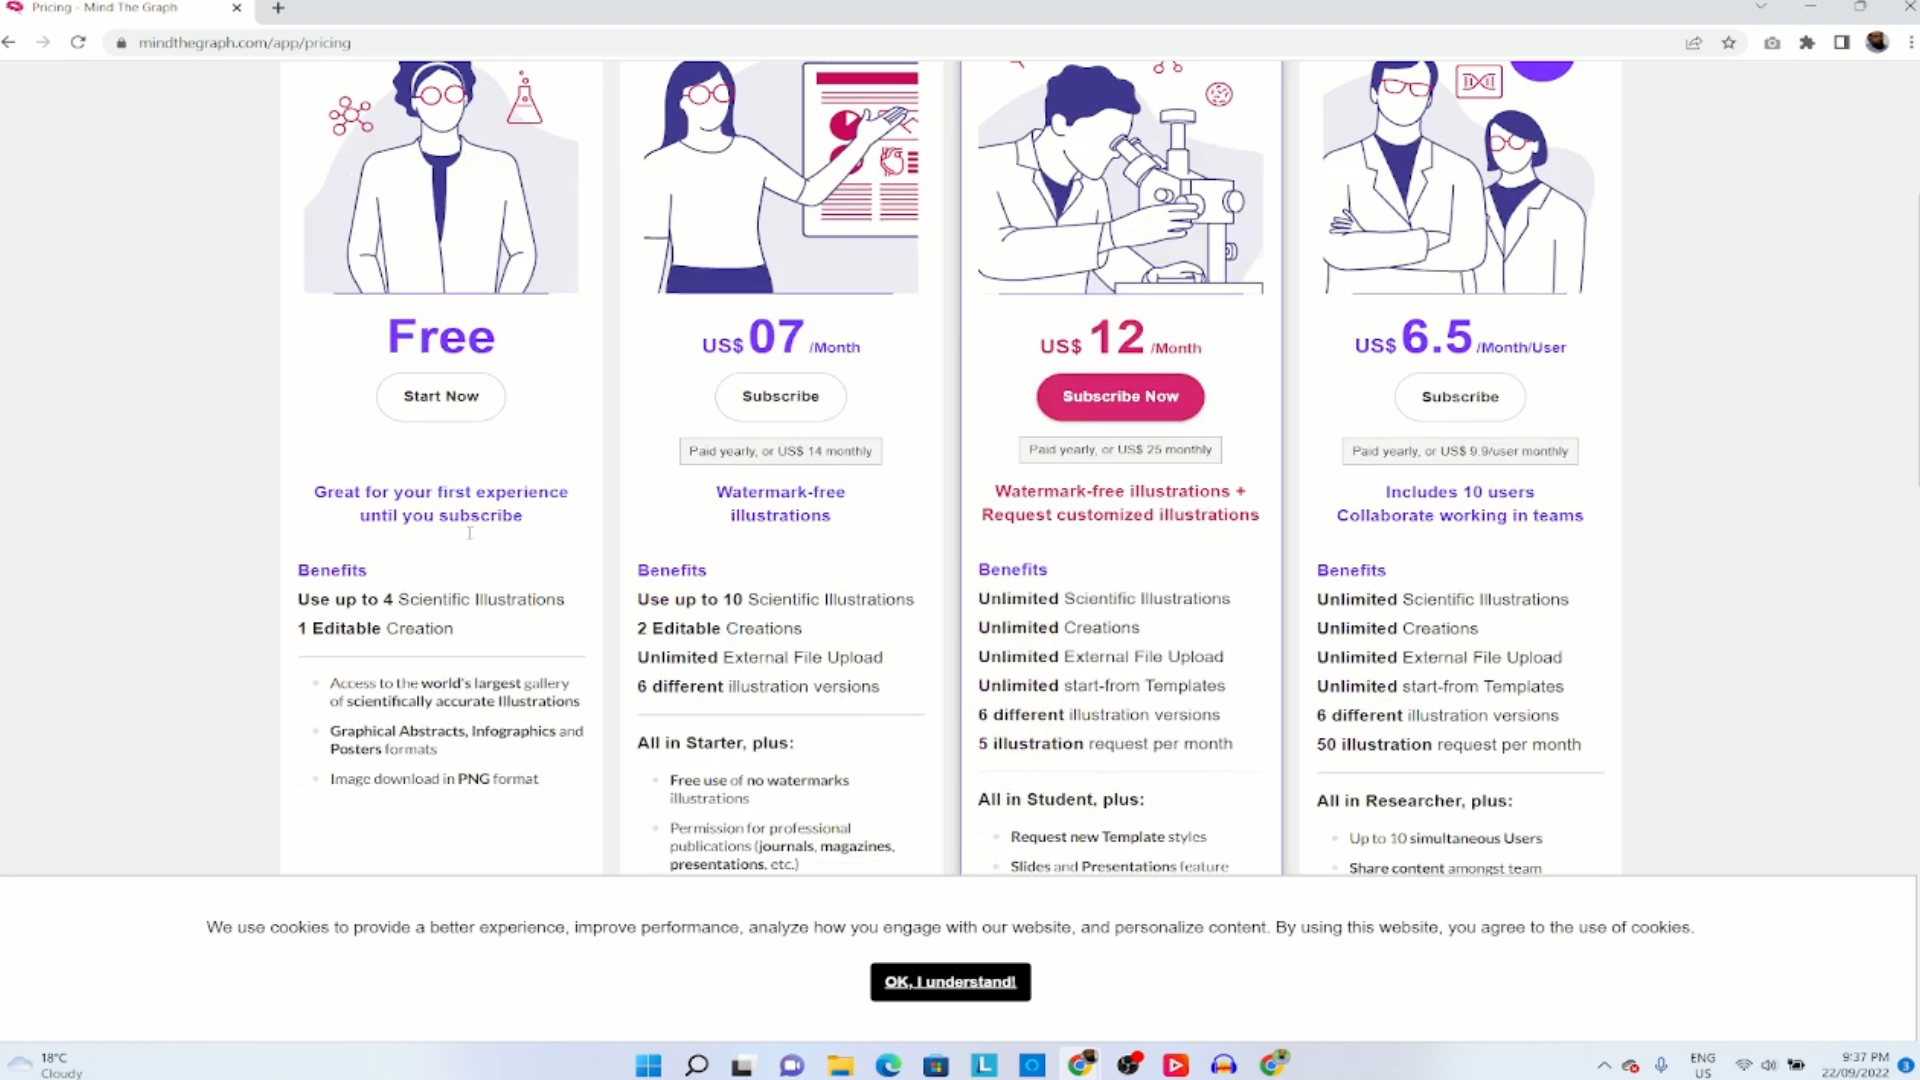 Pricing - Mind The Graph
mindthegraph.com/app/pricing
Free
Start Now
Great for your first experience
until you subscribe
Benefits
Use up to 4 Scientific Illustrations
1 Editable Creation
Access to the world's largest gallery
of scientifically accurate Illustrations
Graphical Abstracts, Infographics and
Posters formats
Image download in PNG format
US$ 07 /Month
Subscribe
Paid yearly, or US$ 14 monthly
Watermark-free
illustrations
Benefits
Use up to 10 Scientific Illustrations
2 Editable Creations
Unlimited External File Upload
6 different illustration versions
All in Starter, plus:
Free use of no watermarks
illustrations
Permission for professional
publications (journals, magazines,
presentations, etc.)
US$ 12 /Month
Subscribe Now
Paid yearly, or US$ 25 monthly
Watermark-free illustrations +
Request customized illustrations
Benefits
Unlimited Scientific Illustrations
Unlimited Creations
Unlimited External File Upload
Unlimited start-from Templates
6 different illustration versions
5 illustration request per month
All in Student, plus:
Request new Template styles
Slides and Presentations feature
US$ 6.5 /Month/User
Subscribe
Paid yearly, or US$ 9.9/user monthly
Includes 10 users
Collaborate working in teams
Benefits
Unlimited Scientific Illustrations
Unlimited Creations
Unlimited External File Upload
Unlimited start-from Templates
6 different illustration versions
50 illustration request per month
All in Researcher, plus:
Up to 10 simultaneous Users
Share content amongst team
We use cookies to provide a better experience, improve performance, analyze how you engage with our website, and personalize content. By using this website, you agree to the use of cookies.
OK, I understand!
18°C
Cloudy
L
ENG
US
9:37 PM
22/09/2022
3